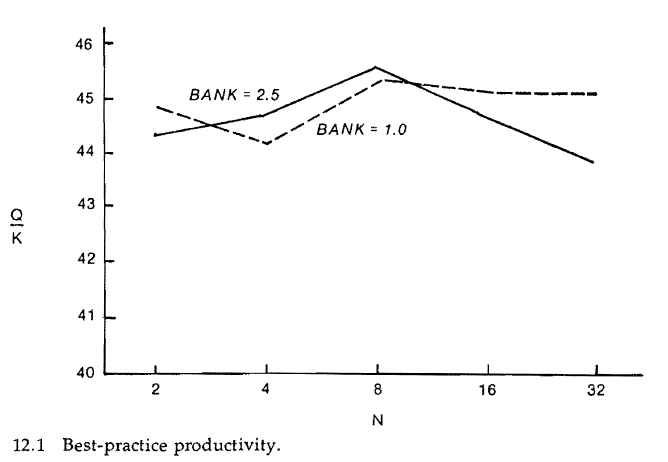 46
45
BANK = 2.5
BANK = 1.0
44
43
Q
K
42
41
40
2 4 8 16 32
N
12.1 Best-practice productivity.